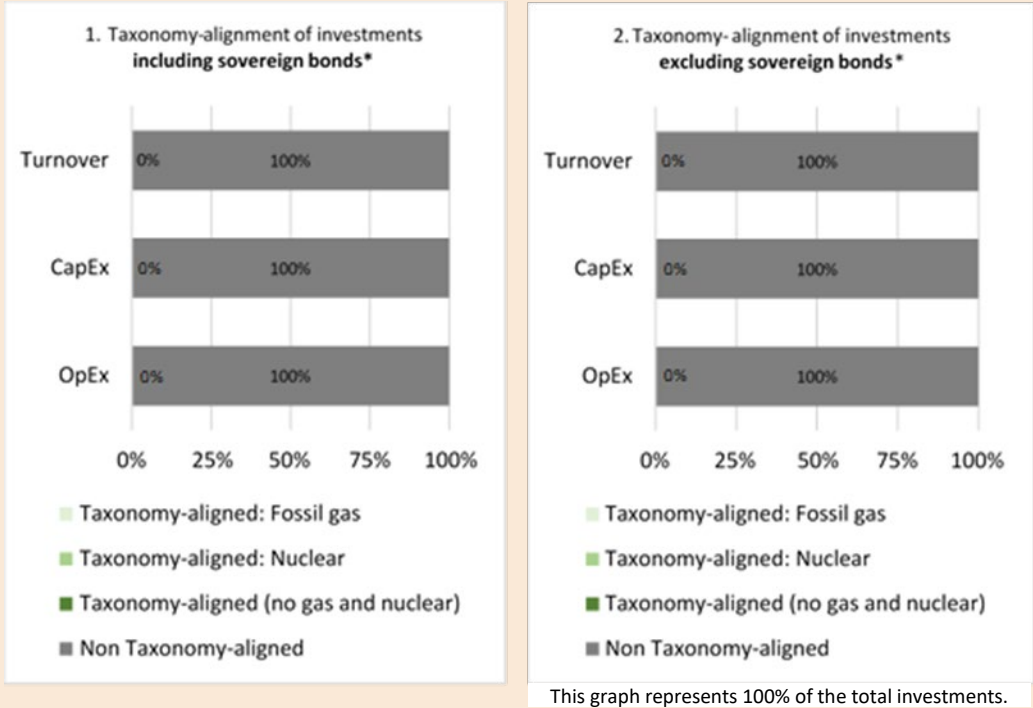 1. Taxonomy-alignment of investments
including sovereign bonds*
Turnover 0% 100%
CapEx 0% 100%
OpEx 0% 100%
0% 25% 50% 75% 100%
Taxonomy-aligned: Fossil gas
Taxonomy-aligned: Nuclear
Taxonomy-aligned (no gas and nuclear)
Non Taxonomy-aligned
2. Taxonomy-alignment of investments
excluding sovereign bonds*
Turnover 0% 100%
CapEx 0% 100%
OpEx 0% 100%
0% 25% 50% 75% 100%
Taxonomy-aligned: Fossil gas
Taxonomy-aligned: Nuclear
Taxonomy-aligned (no gas and nuclear)
Non Taxonomy-aligned
This graph represents 100% of the total investments.